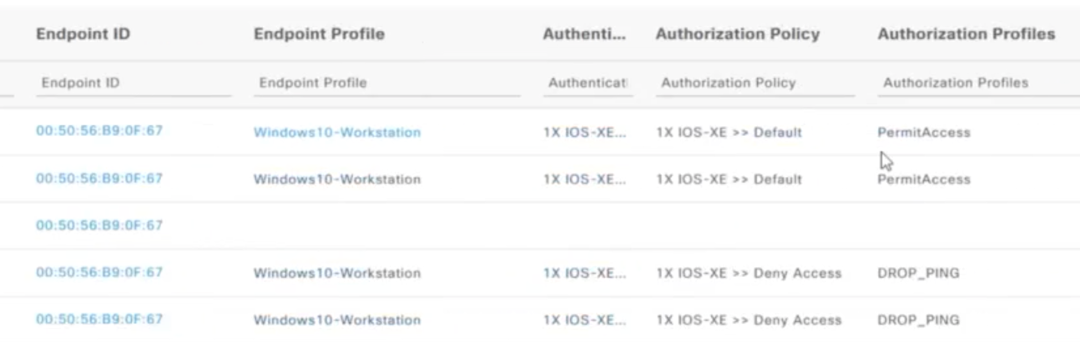 Endpoint ID Endpoint Profile Authenti... Authorization Policy Authorization Profiles
Endpoint ID Endpoint Profile Authenticati Authorization Policy Authorization Profiles
00:50:56:B9:0F:67 Windows10-Workstation 1X IOS-XE... 1X IOS-XE >> Default PermitAccess
00:50:56:B9:0F:67 Windows10-Workstation 1X IOS-XE... 1X IOS-XE >> Default PermitAccess
00:50:56:B9:0F:67
00:50:56:B9:0F:67 Windows10-Workstation 1X IOS-XE... 1X IOS-XE >> Deny Access DROP_PING
00:50:56:B9:0F:67 Windows10-Workstation 1X IOS-XE... 1X IOS-XE >> Deny Access DROP_PING